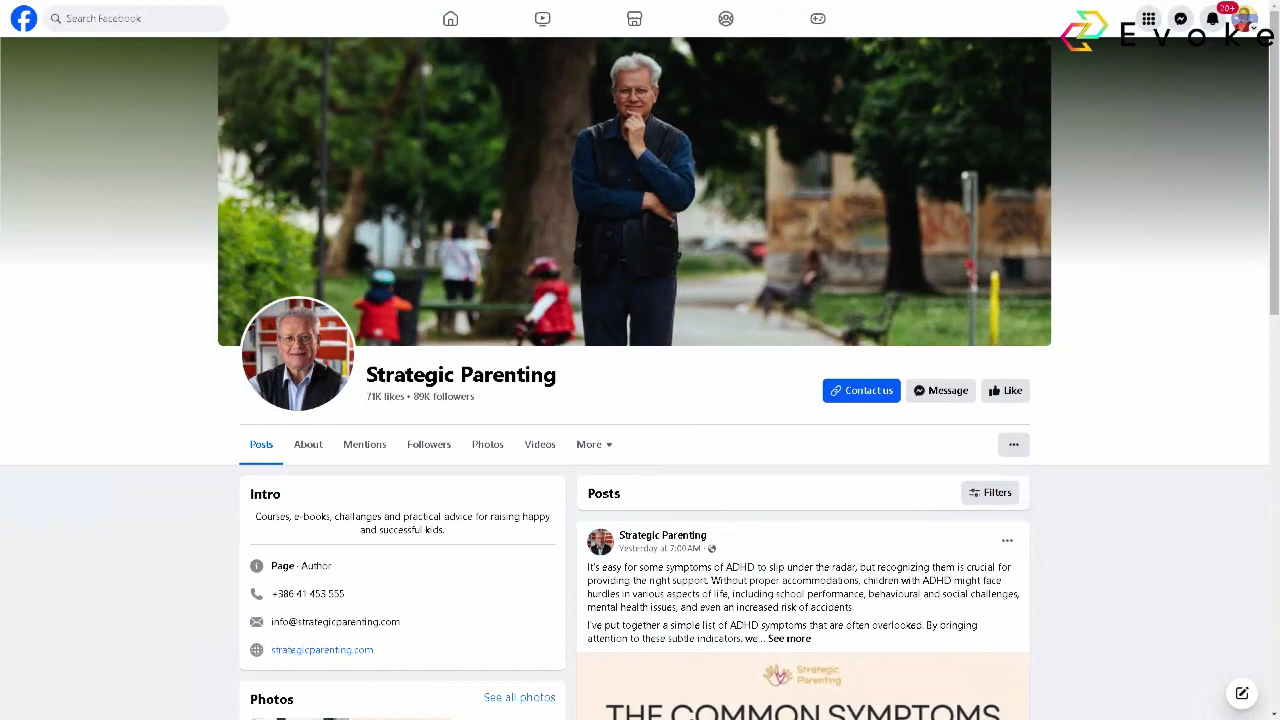 Search Facebook
20+
Evoke
Strategic Parenting
71K likes • 89K followers
Contact us
Message
Like
Posts
About
Mentions
Followers
Photos
Videos
More
Intro
Courses, e-books, challanges and practical advice for raising happy
and successful kids.
Page · Author
+386 41 453 555
info@strategicparenting.com
strategicparenting.com
Photos
See all photos
Posts
Filters
Strategic Parenting
Yesterday at 7:00 AM ·
It's easy for some symptoms of ADHD to slip under the radar, but recognizing them is crucial for
providing the right support. Without proper accommodations, children with ADHD might face
hurdles in various aspects of life, including school performance, behavioural and social challenges,
mental health issues, and even an increased risk of accidents.
I've put together a simple list of ADHD symptoms that are often overlooked. By bringing
attention to these subtle indicators, we... See more
Strategic
Parenting
THE COMMON SYMPTOMS